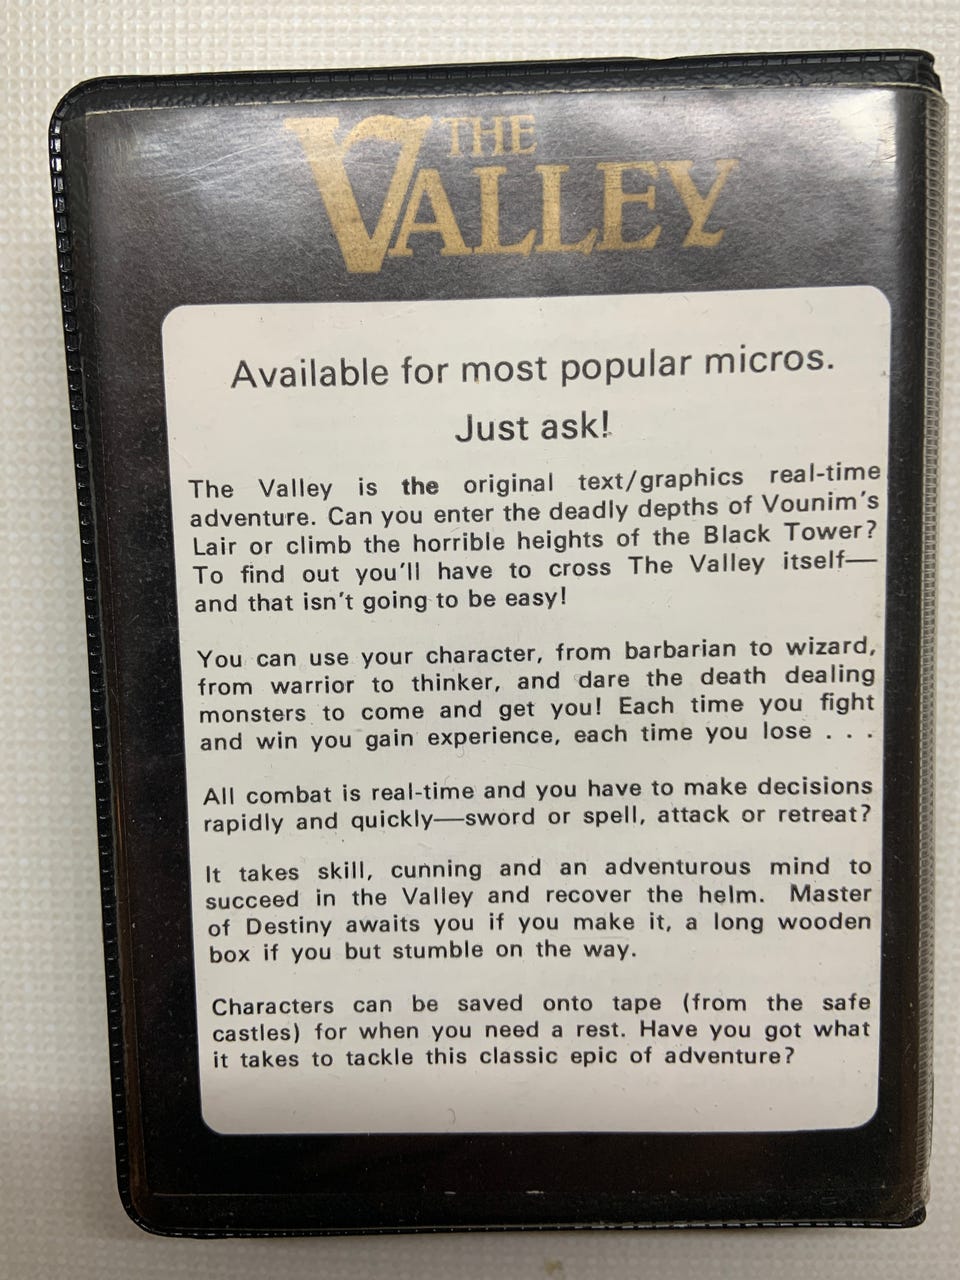 THE
VALLEY
Available for most popular micros.
Just ask!
The Valley is the original text/graphics real-time
adventure. Can you enter the deadly depths of Vounim's
Lair or climb the horrible heights of the Black Tower?
To find out you'll have to cross The Valley itself—
and that isn't going to be easy!
You can use your character, from barbarian to wizard,
from warrior to thinker, and dare the death dealing
monsters to come and get you! Each time you fight
and win you gain experience, each time you lose . . .
All combat is real-time and you have to make decisions
rapidly and quickly—sword or spell, attack or retreat?
It takes skill, cunning and an adventurous mind to
succeed in the Valley and recover the helm. Master
of Destiny awaits you if you make it, a long wooden
box if you but stumble on the way.
Characters can be saved onto tape (from the safe
castles) for when you need a rest. Have you got what
it takes to tackle this classic epic of adventure?